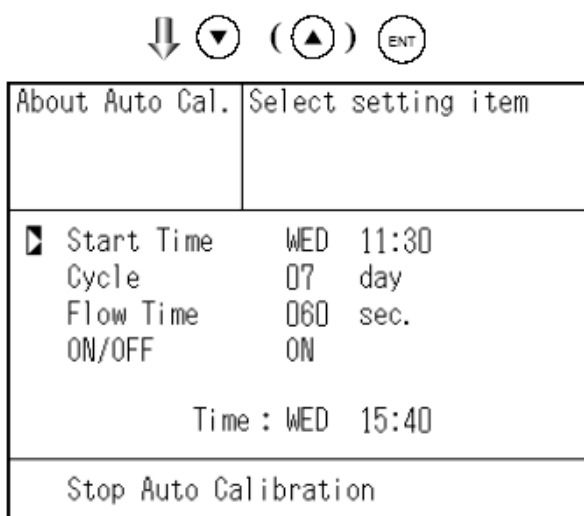 ( ) ENT
About Auto Cal. Select setting item
Start Time WED 11:30
Cycle 07 day
Flow Time 060 sec.
ON/OFF ON
Time : WED 15:40
Stop Auto Calibration